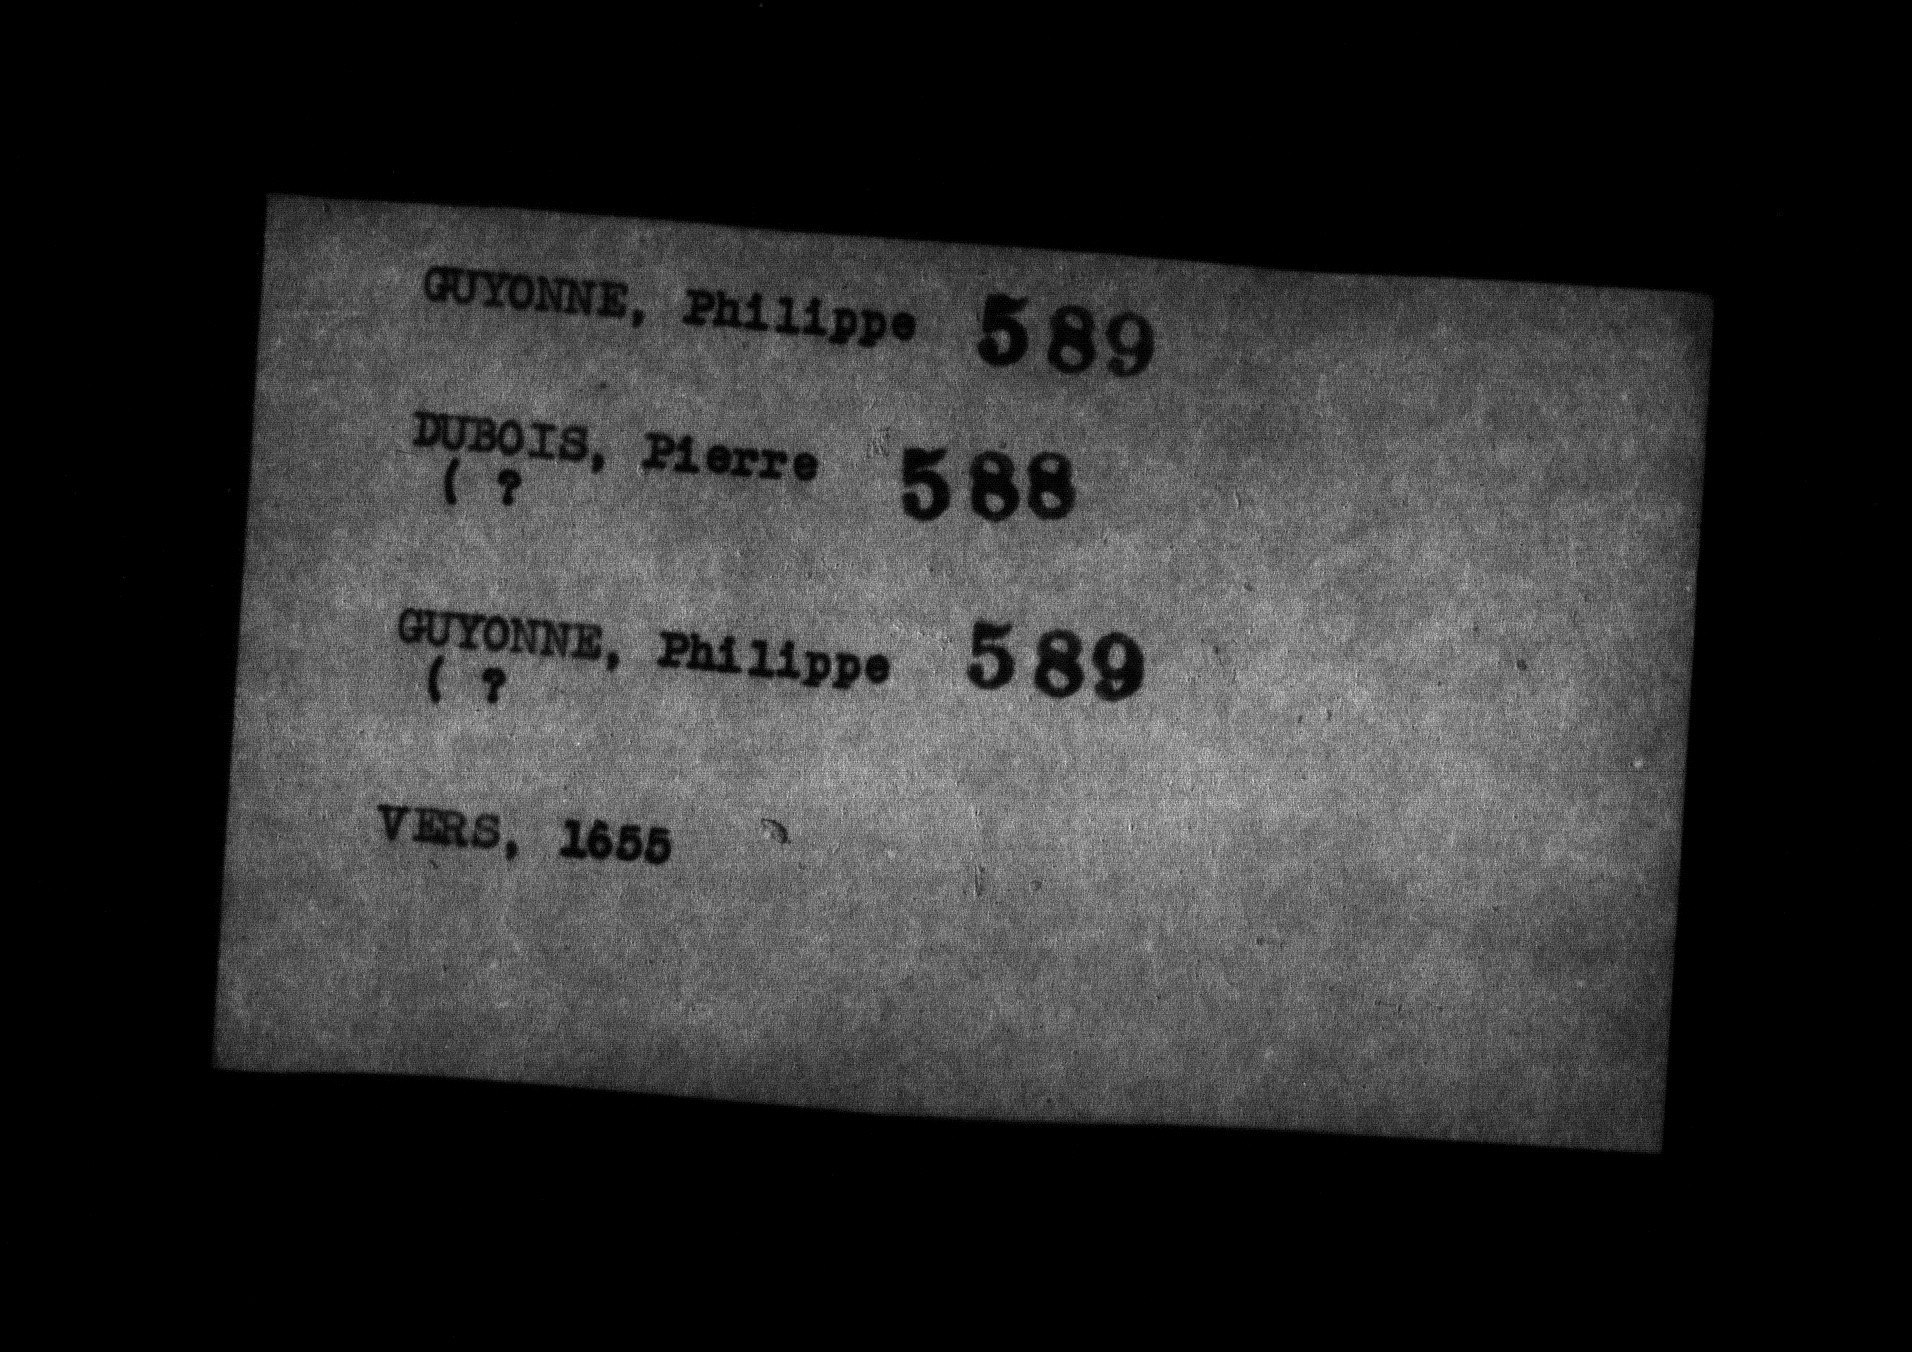 GUYONNE, Philippe 589
DUBOIS, Pierre 588
( ?
GUYONNE, Philippe 589
( ?
VERS, 1655